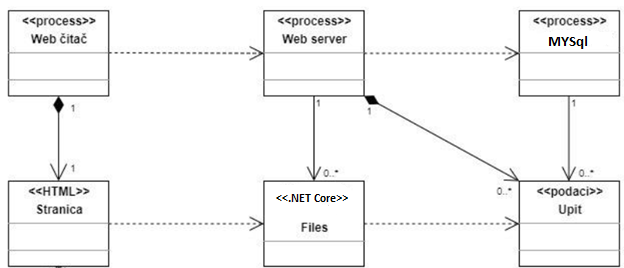 <<process>>
Web čitač
<<process>>
Web server
<<process>>
MYSql
1
1
1
1
1
0..*
0..*
0..*
<<HTML>>
Stranica
<<.NET Core>>
Files
<<podaci>>
Upit